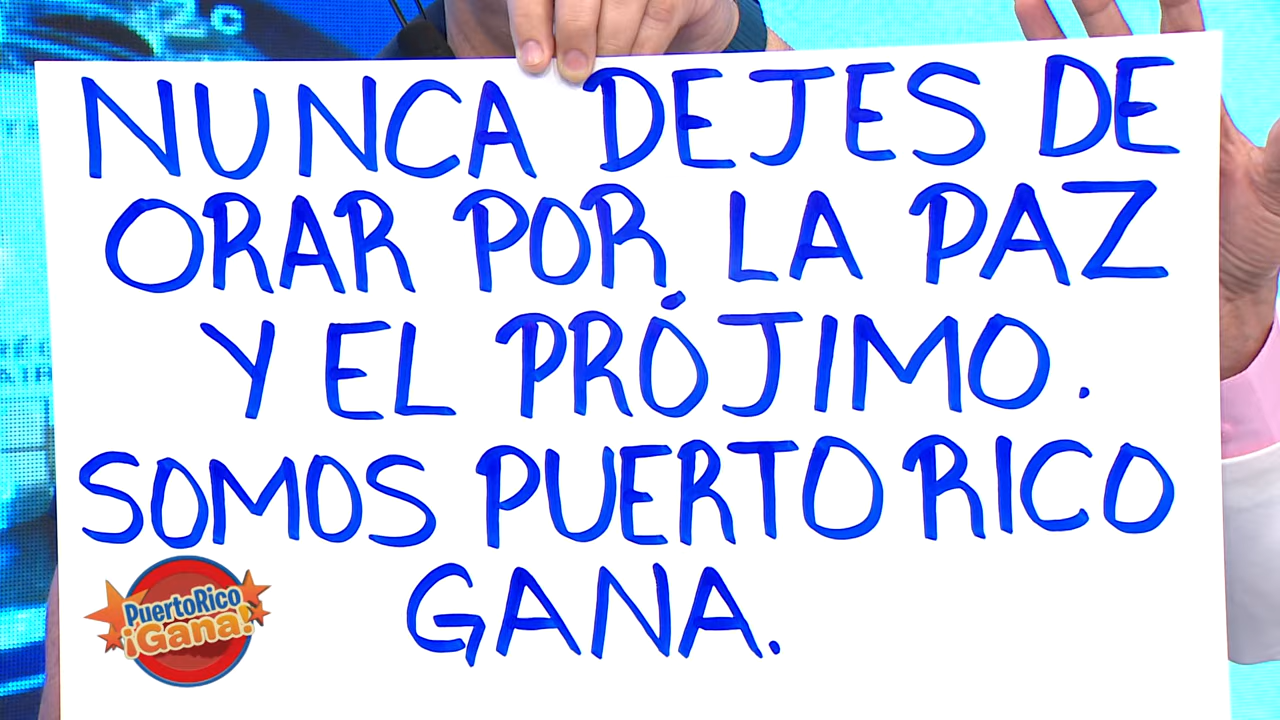 NUNCA DEJES DE
ORAR POR LA PAZ
Y EL PRÓJIMO.
SOMOS PUERTO RICO
GANA.
PuertoRico
¡Gana!